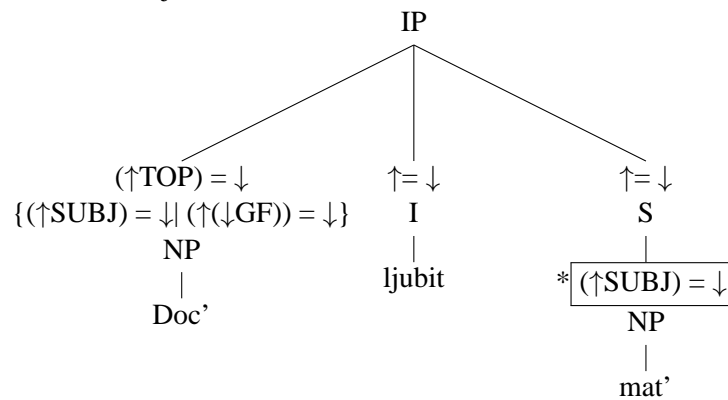 IP
(↑TOP) = ↓ ↑= ↓ ↑= ↓
{(↑SUBJ) = ↓| (↑(↓GF)) = ↓} I S
NP
ljubit * (↑SUBJ) = ↓
Doc’ NP
mat’